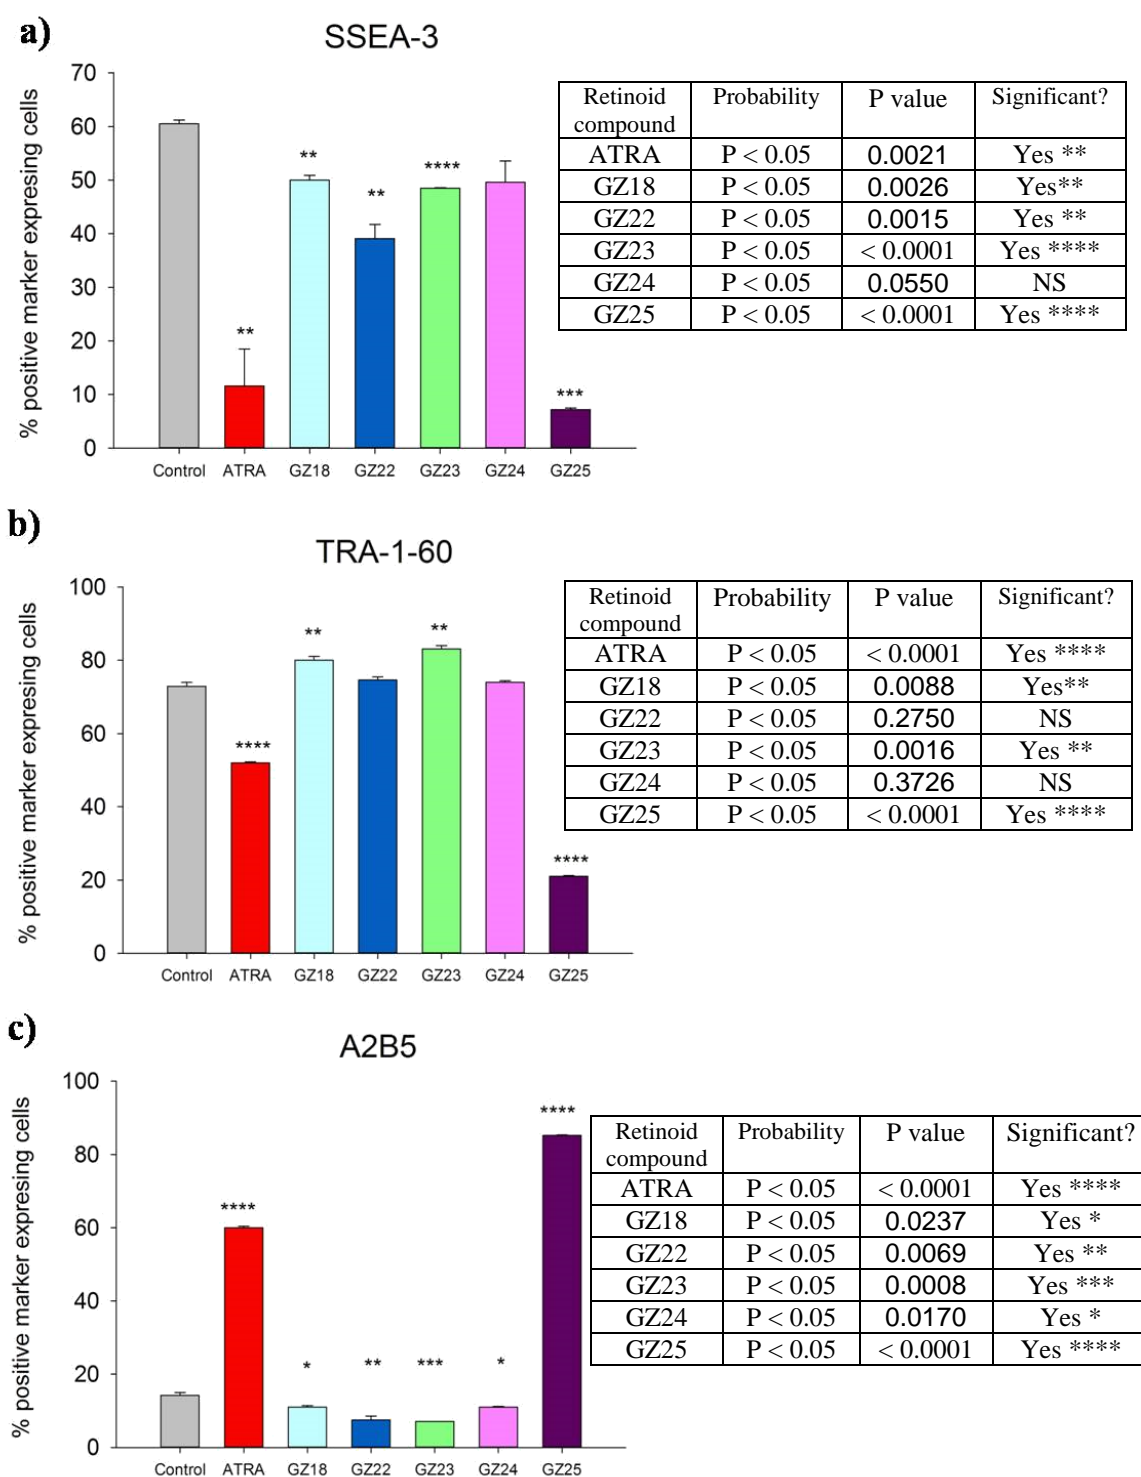 a)
SSEA-3
% positive marker expresing cells
70
60
50
40
30
20
10
0
** ** ** **** ***
Control ATRA GZ18 GZ22 GZ23 GZ24 GZ25
Retinoid compound Probability P value Significant?
ATRA P < 0.05 0.0021 Yes **
GZ18 P < 0.05 0.0026 Yes**
GZ22 P < 0.05 0.0015 Yes **
GZ23 P < 0.05 < 0.0001 Yes ****
GZ24 P < 0.05 0.0550 NS
GZ25 P < 0.05 < 0.0001 Yes ****
b)
TRA-1-60
% positive marker expresing cells
100
80
60
40
20
0
**** ** ** ****
Control ATRA GZ18 GZ22 GZ23 GZ24 GZ25
Retinoid compound Probability P value Significant?
ATRA P < 0.05 < 0.0001 Yes ****
GZ18 P < 0.05 0.0088 Yes**
GZ22 P < 0.05 0.2750 NS
GZ23 P < 0.05 0.0016 Yes **
GZ24 P < 0.05 0.3726 NS
GZ25 P < 0.05 < 0.0001 Yes ****
c)
A2B5
% positive marker expresing cells
100
80
60
40
20
0
**** * ** *** * ****
Control ATRA GZ18 GZ22 GZ23 GZ24 GZ25
Retinoid compound Probability P value Significant?
ATRA P < 0.05 < 0.0001 Yes ****
GZ18 P < 0.05 0.0237 Yes *
GZ22 P < 0.05 0.0069 Yes **
GZ23 P < 0.05 0.0008 Yes ***
GZ24 P < 0.05 0.0170 Yes *
GZ25 P < 0.05 < 0.0001 Yes ****